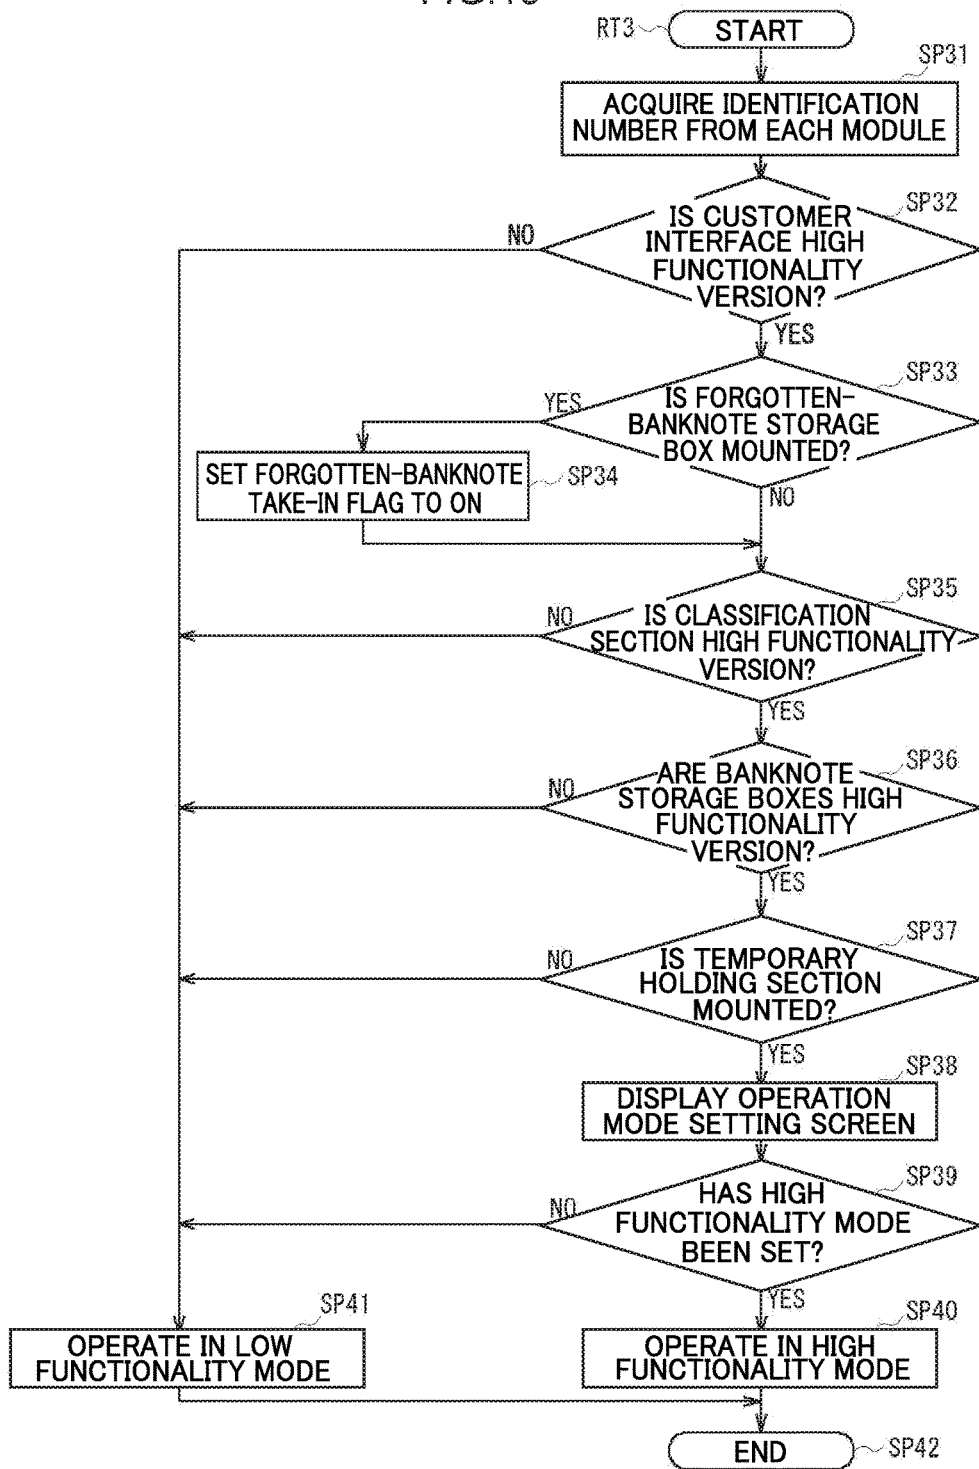 RT3
START
SP31
ACQUIRE IDENTIFICATION
NUMBER FROM EACH MODULE
SP32
IS CUSTOMER
INTERFACE HIGH
FUNCTIONALITY
VERSION?
NO
YES
SP33
IS FORGOTTEN-
BANKNOTE STORAGE
BOX MOUNTED?
YES
NO
SET FORGOTTEN-BANKNOTE
TAKE-IN FLAG TO ON
SP34
SP35
IS CLASSIFICATION
SECTION HIGH FUNCTIONALITY
VERSION?
NO
YES
SP36
ARE BANKNOTE
STORAGE BOXES HIGH
FUNCTIONALITY
VERSION?
NO
YES
SP37
IS TEMPORARY
HOLDING SECTION
MOUNTED?
NO
YES
SP38
DISPLAY OPERATION
MODE SETTING SCREEN
SP39
HAS HIGH
FUNCTIONALITY MODE
BEEN SET?
NO
YES
SP41
OPERATE IN LOW
FUNCTIONALITY MODE
SP40
OPERATE IN HIGH
FUNCTIONALITY MODE
END
SP42